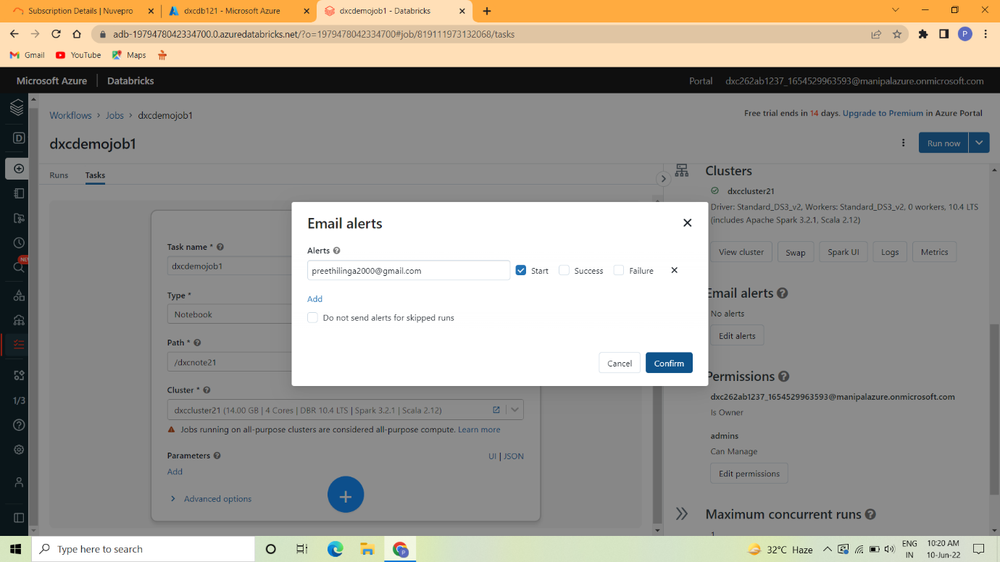 Subscription Details | Nuvepro
dxcdb121 - Microsoft Azure
dxcdemojob1 - Databricks
adb-1979478042334700.0.azuredatabricks.net/?o=1979478042334700#job/819111973132068/tasks
P
Gmail
YouTube
Maps
Microsoft Azure
Databricks
Portal
dxc262ab1237_1654529963593@manipalazure.onmicrosoft.com
Workflows > Jobs > dxcdemojob1
Free trial ends in 14 days. Upgrade to Premium in Azure Portal
dxcdemojob1
Run now
Runs
Tasks
D
NE
1/3
Task name *
dxcdemojob1
Type *
Notebook
Path *
/dxcnote21
Cluster *
dxccluster21 (14.00 GB | 4 Cores | DBR 10.4 LTS | Spark 3.2.1 | Scala 2.12)
Jobs running on all-purpose clusters are considered all-purpose compute. Learn more
Parameters
UI | JSON
Add
Advanced options
Email alerts
Alerts
preethilinga2000@gmail.com
Start
Success
Failure
Add
Do not send alerts for skipped runs
Cancel
Confirm
Clusters
dxccluster21
Driver: Standard_DS3_v2, Workers: Standard_DS3_v2, 0 workers, 10.4 LTS
(includes Apache Spark 3.2.1, Scala 2.12)
View cluster
Swap
Spark UI
Logs
Metrics
Email alerts
No alerts
Edit alerts
Permissions
dxc262ab1237_1654529963593@manipalazure.onmicrosoft.com
Is Owner
admins
Can Manage
Edit permissions
Maximum concurrent runs
1
Type here to search
32°C Haze
ENG
IN
10:20 AM
10-Jun-22